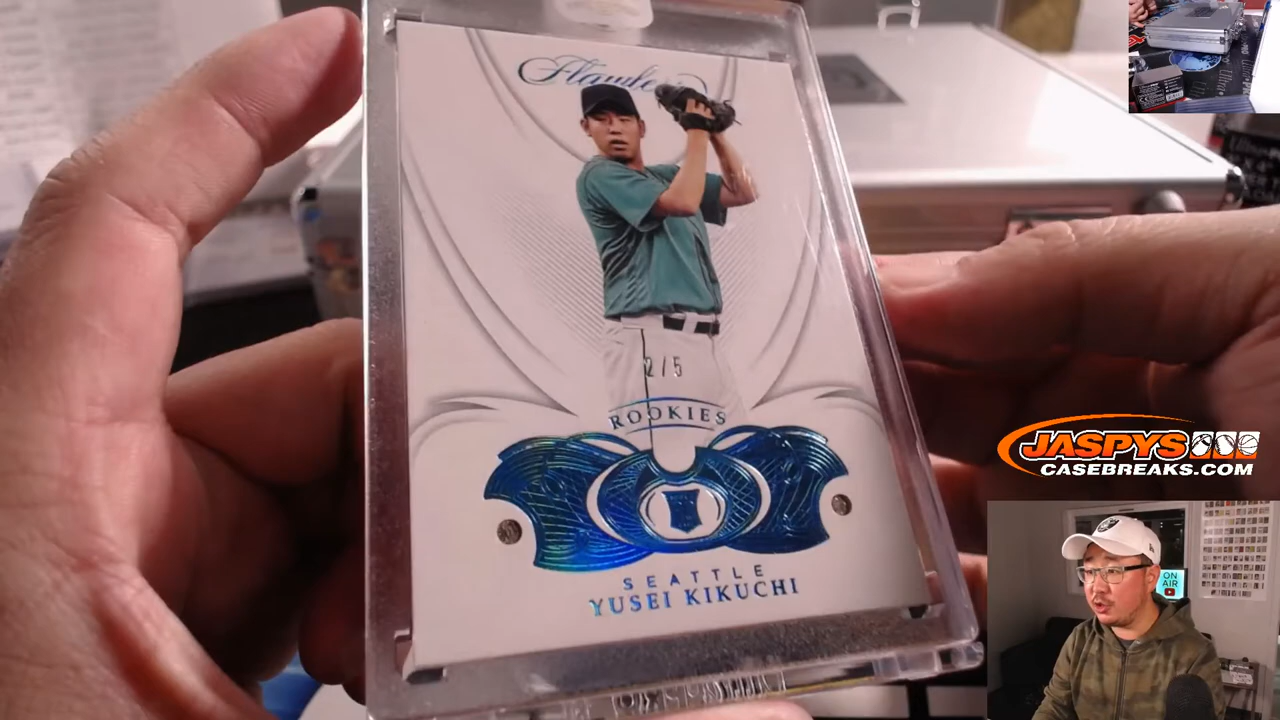 Flawless
2/5
ROOKIES
SEATTLE
YUSEI KIKUCHI
JASPYS
CASEBREAKS.COM
ON
AIR